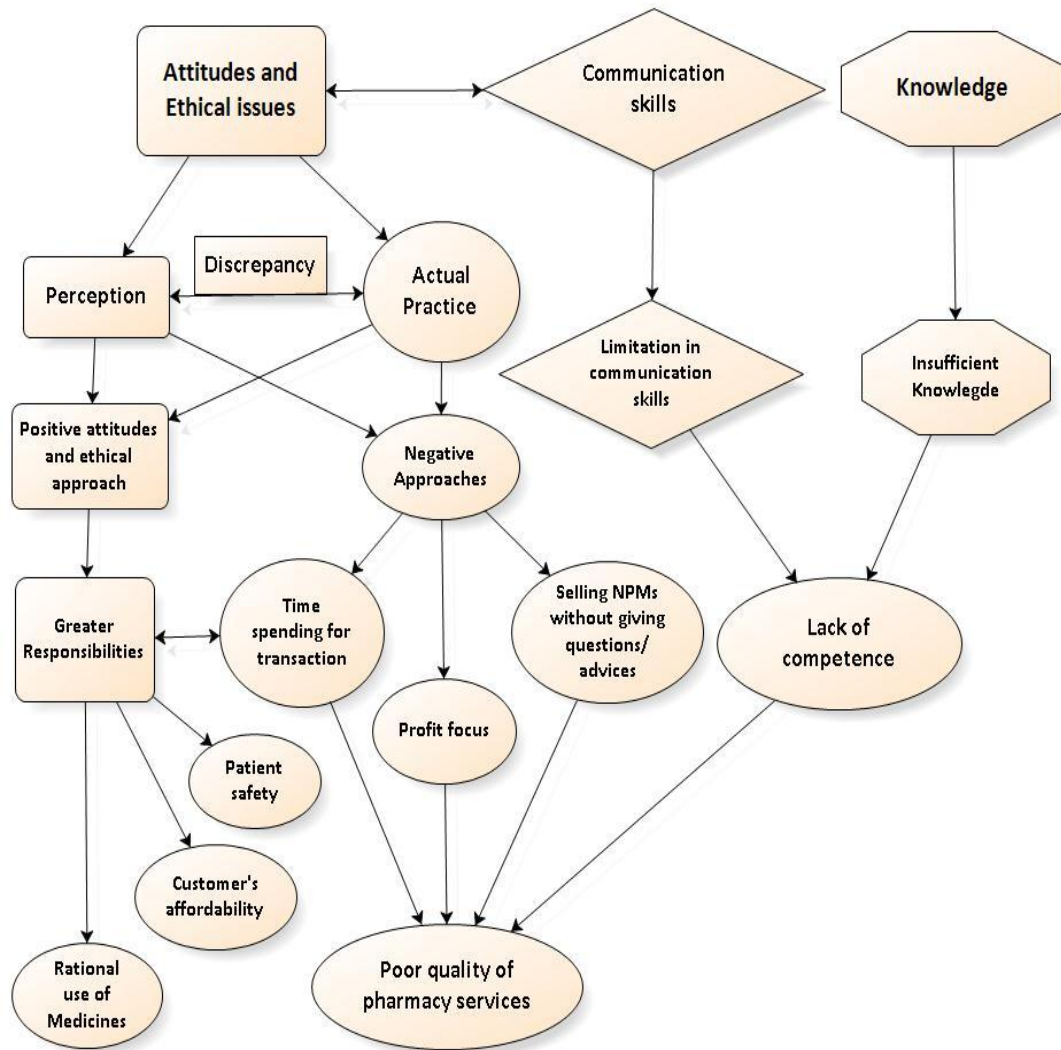 Attitudes and
Ethical issues
Communication
skills
Knowledge
Discrepancy
Perception
Actual
Practice
Limitation in
communication
skills
Insufficient
Knowlegde
Positive attitudes
and ethical
approach
Negative
Approaches
Greater
Responsibilities
Time
spending for
transaction
Selling NPMs
without giving
questions/
advices
Lack of
competence
Profit focus
Patient
safety
Customer's
affordability
Rational
use of
Medicines
Poor quality of
pharmacy services